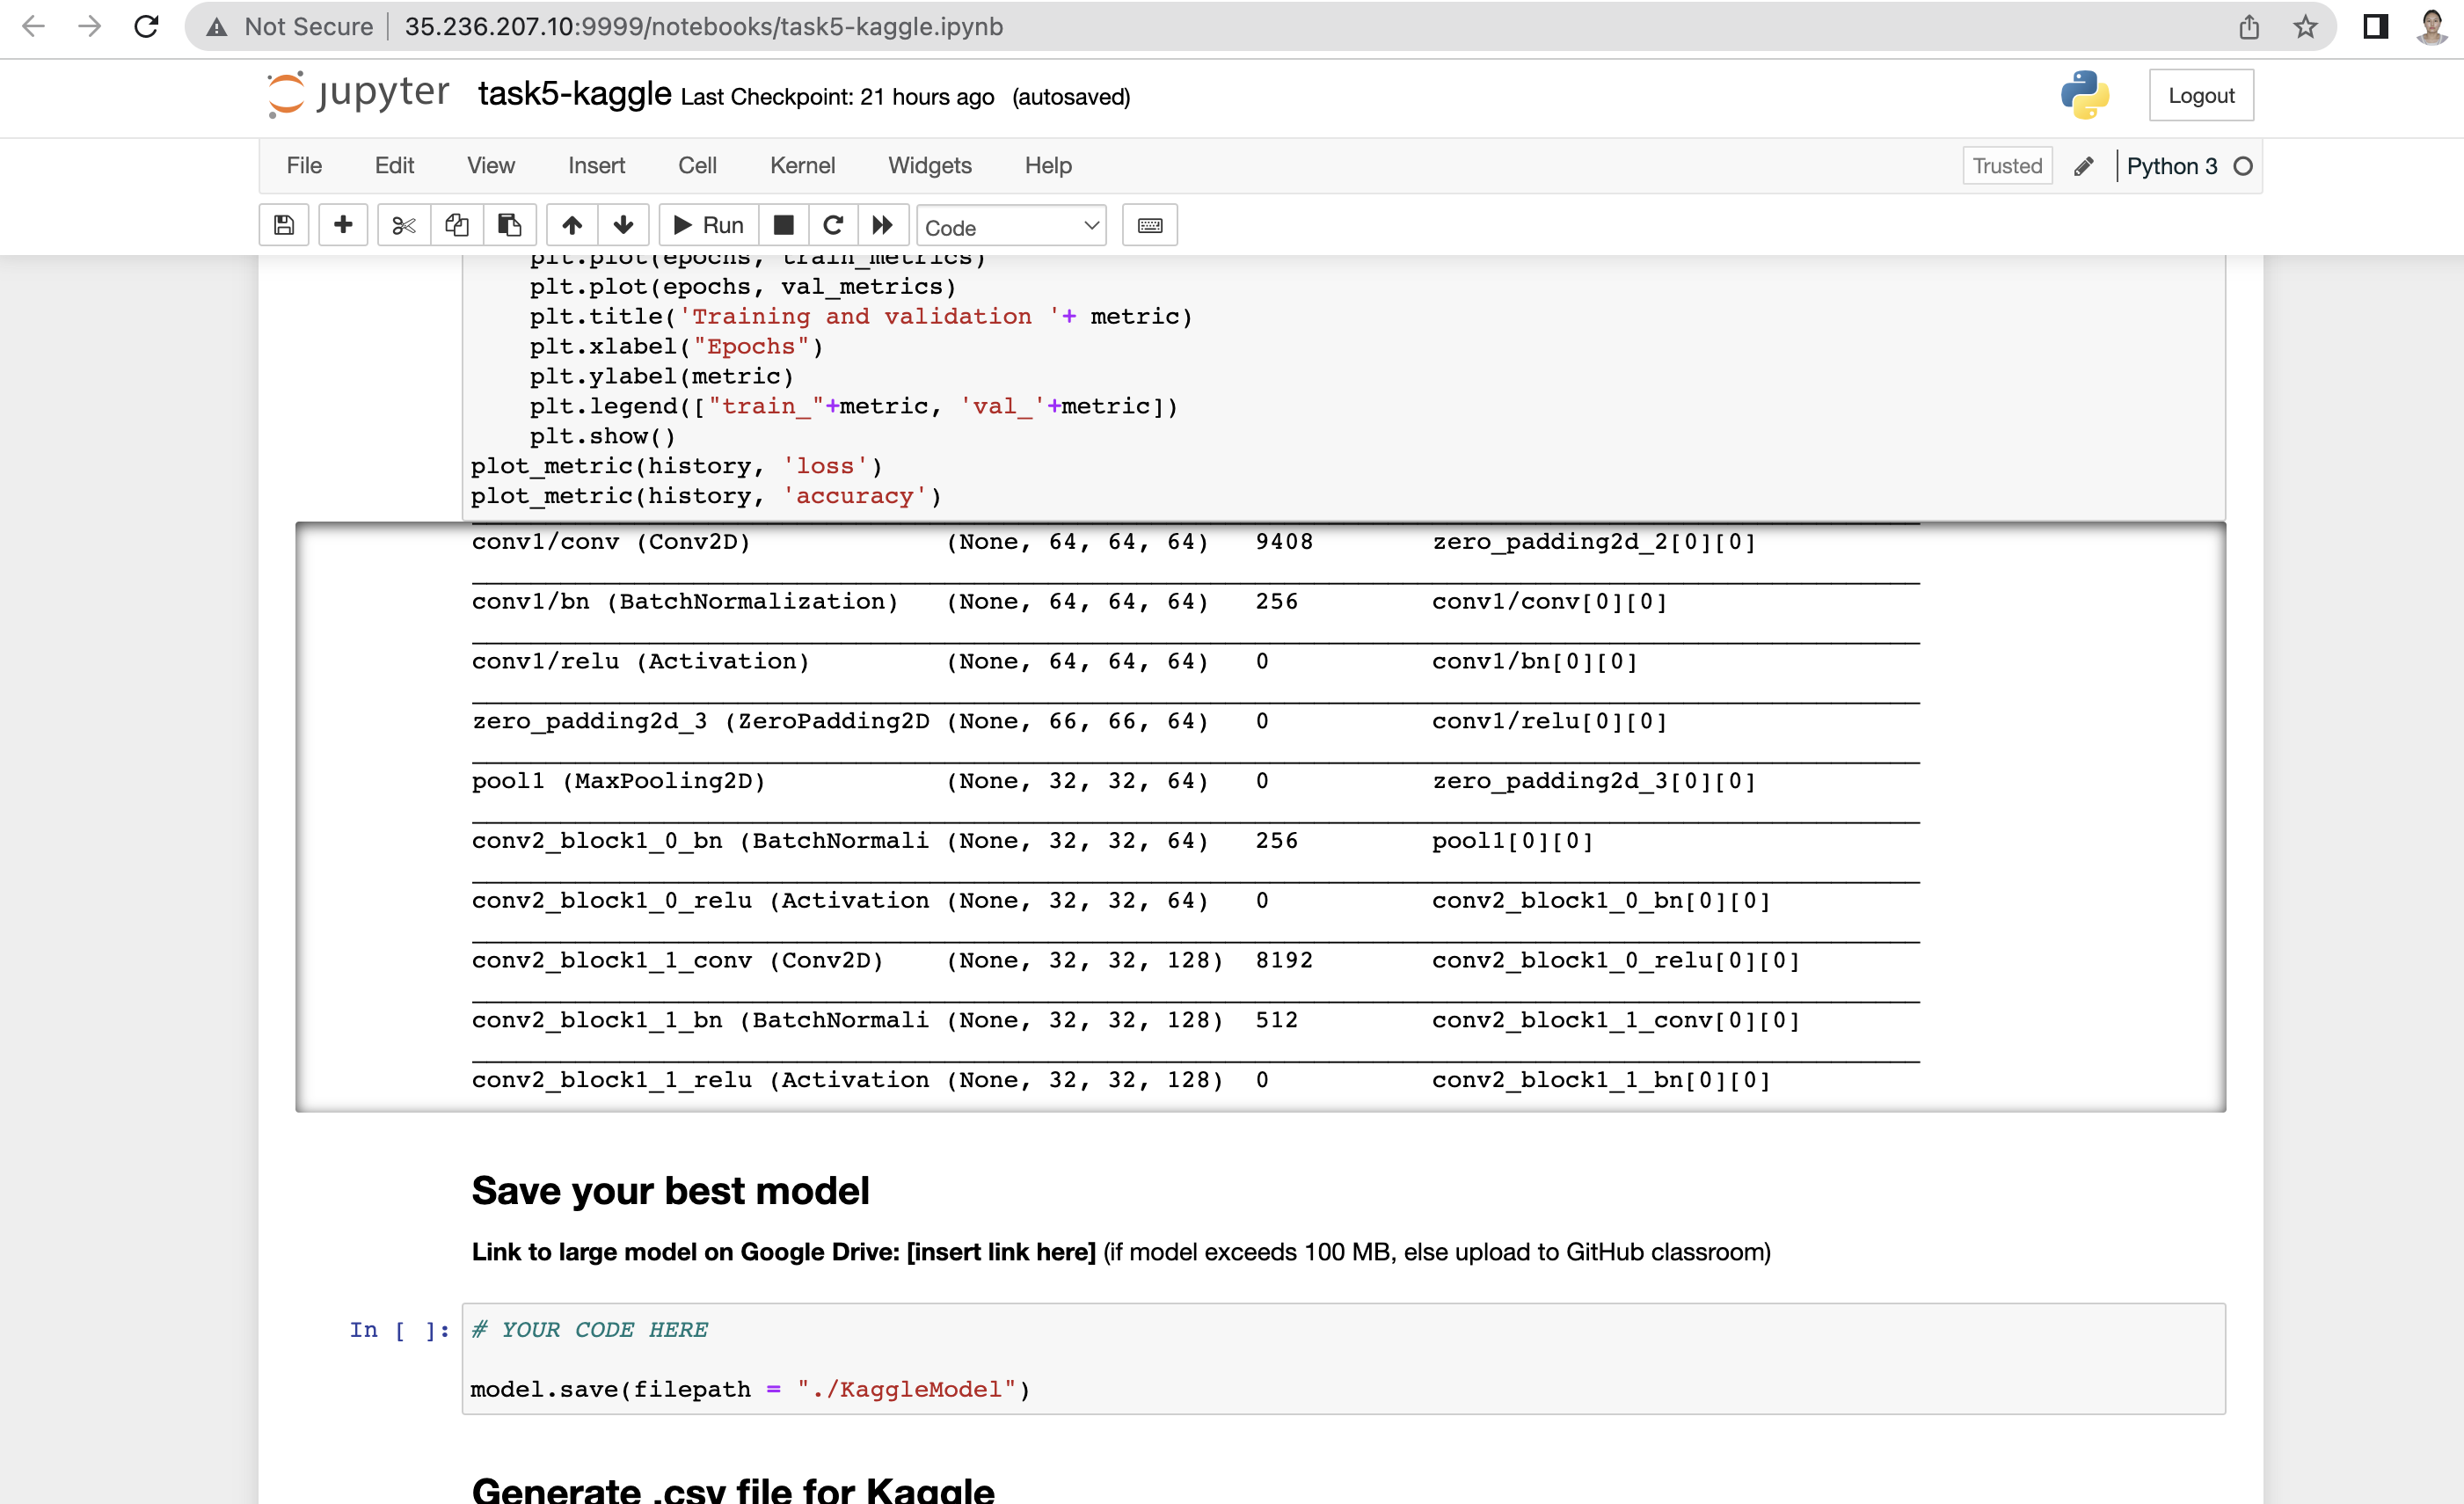 Not Secure | 35.236.207.10:9999/notebooks/task5-kaggle.ipynb
jupyter task5-kaggle Last Checkpoint: 21 hours ago (autosaved) Logout
File Edit View Insert Cell Kernel Widgets Help Trusted Python 3
Run Code
plt.plot(epochs, train_metrics)
plt.plot(epochs, val_metrics)
plt.title('Training and validation '+ metric)
plt.xlabel("Epochs")
plt.ylabel(metric)
plt.legend(["train_"+metric, 'val_'+metric])
plt.show()
plot_metric(history, 'loss')
plot_metric(history, 'accuracy')
conv1/conv (Conv2D) (None, 64, 64, 64) 9408 zero_padding2d_2[0][0]
conv1/bn (BatchNormalization) (None, 64, 64, 64) 256 conv1/conv[0][0]
conv1/relu (Activation) (None, 64, 64, 64) 0 conv1/bn[0][0]
zero_padding2d_3 (ZeroPadding2D (None, 66, 66, 64) 0 conv1/relu[0][0]
pool1 (MaxPooling2D) (None, 32, 32, 64) 0 zero_padding2d_3[0][0]
conv2_block1_0_bn (BatchNormali (None, 32, 32, 64) 256 pool1[0][0]
conv2_block1_0_relu (Activation (None, 32, 32, 64) 0 conv2_block1_0_bn[0][0]
conv2_block1_1_conv (Conv2D) (None, 32, 32, 128) 8192 conv2_block1_0_relu[0][0]
conv2_block1_1_bn (BatchNormali (None, 32, 32, 128) 512 conv2_block1_1_conv[0][0]
conv2_block1_1_relu (Activation (None, 32, 32, 128) 0 conv2_block1_1_bn[0][0]
Save your best model
Link to large model on Google Drive: [insert link here] (if model exceeds 100 MB, else upload to GitHub classroom)
In [ ]: # YOUR CODE HERE
model.save(filepath = "./KaggleModel")
Generate .csv file for Kaggle